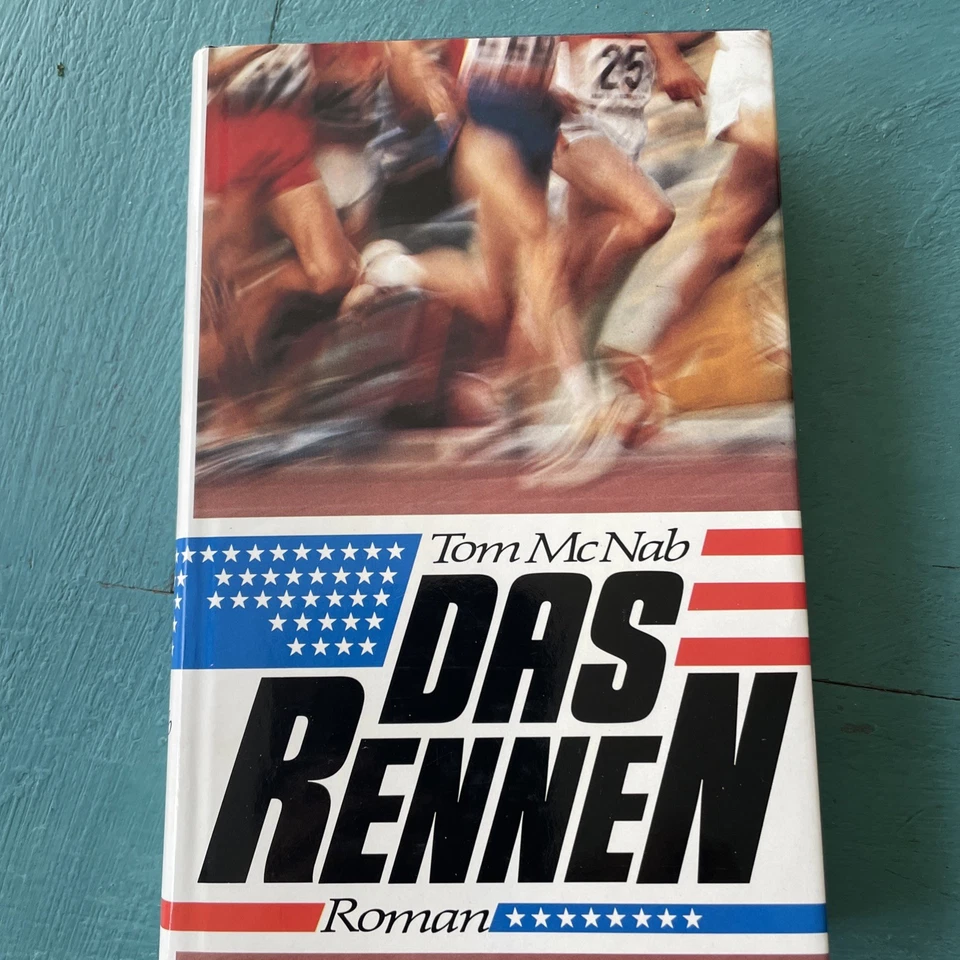 25
Tom McNab
DAS
RENNEN
Roman